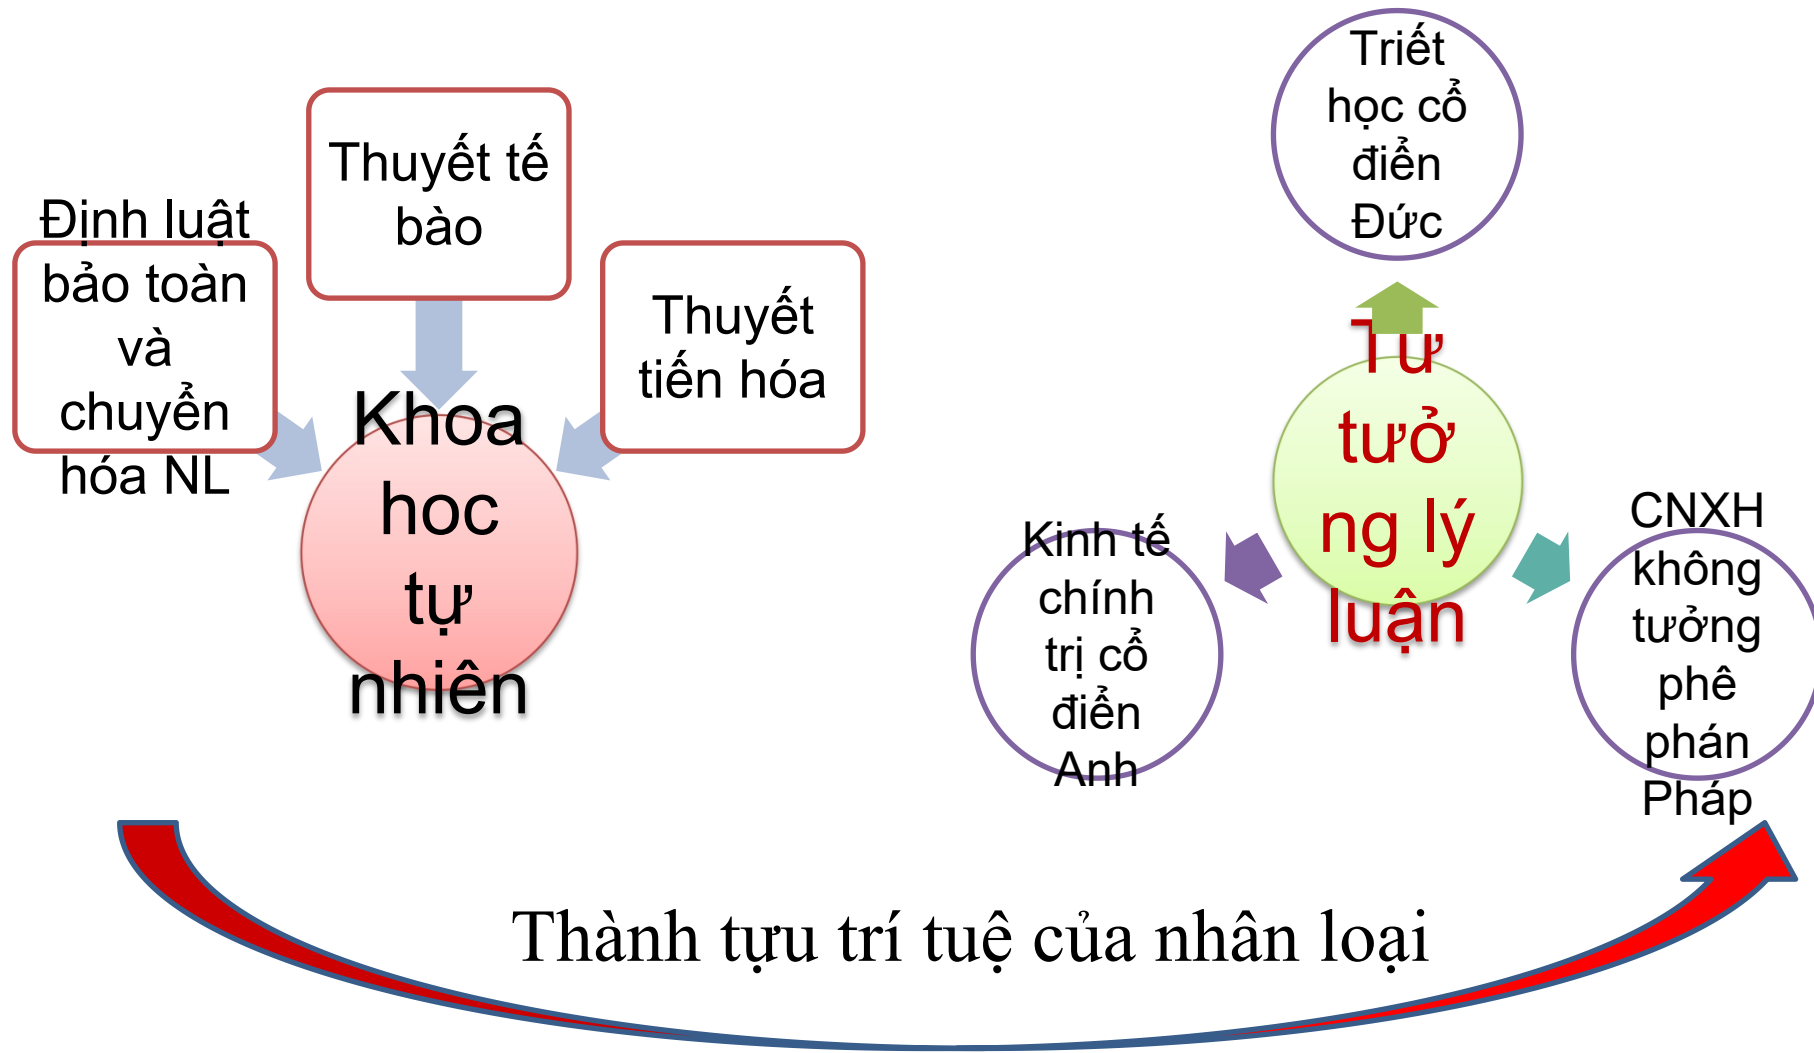 Định luật
bảo toàn
và
chuyển
hóa NL
Thuyết tế
bào
Thuyết
tiến hóa
Khoa
hoc
tự
nhiên
Triết
học cổ
điển
Đức
Tư
tưở
ng lý
luận
Kinh tế
chính
trị cổ
điển
Anh
CNXH
không
tưởng
phê
phán
Pháp
Thành tựu trí tuệ của nhân loại